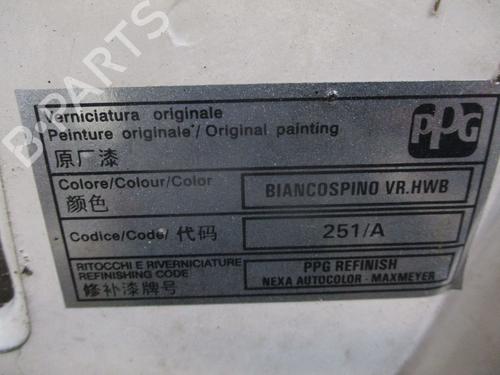 Verniciatura originale
Peinture originale / Original painting
原厂漆
PPG
Colore/Colour/Color
颜色
BIANCOSPINO VR.HWB
Codice/Code/代码
251/A
RITOCCHI E RIVERNICIATURE
REFINISHING CODE
修补漆牌号
PPG REFINISH
NEXA AUTOCOLOR - MAXMEYER
B-PARTS